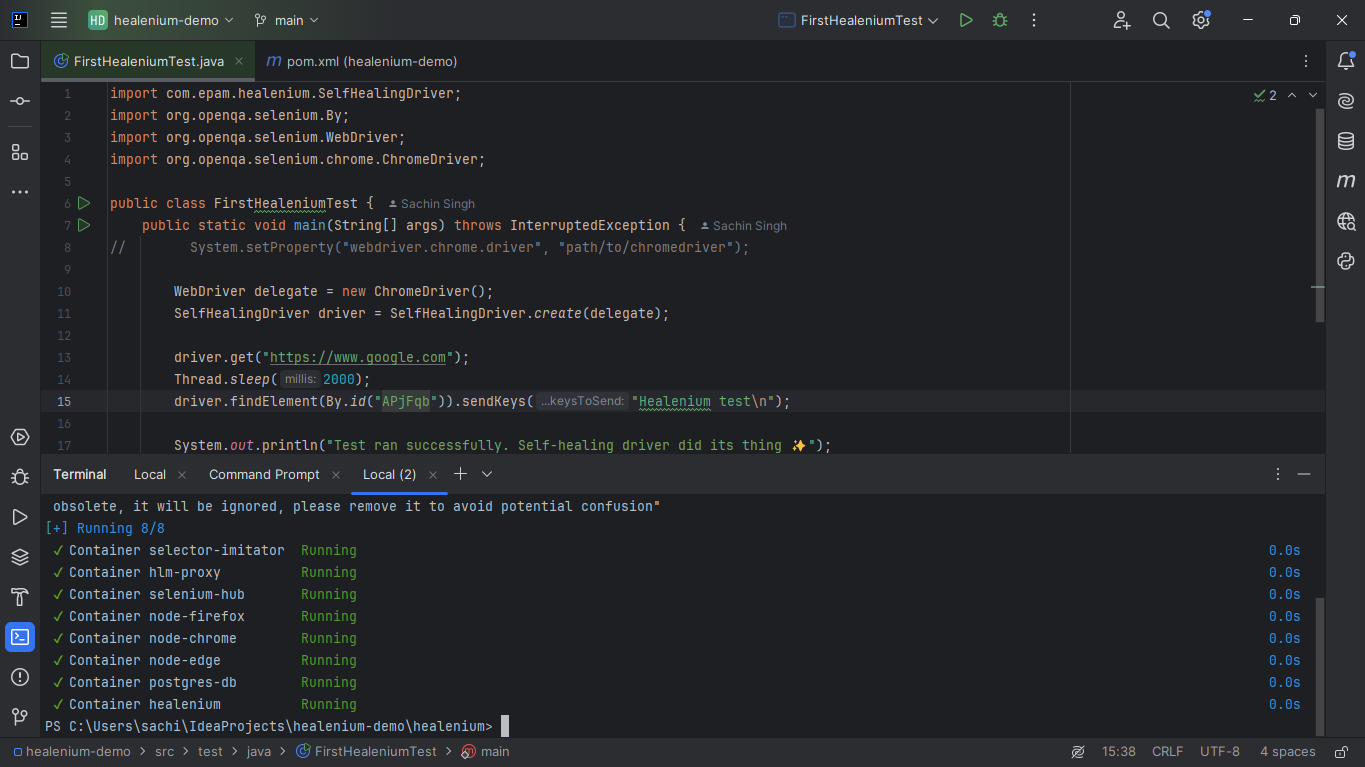 HD healenium-demo main FirstHealeniumTest
FirstHealeniumTest.java m pom.xml (healenium-demo)
1 import com.epam.healenium.SelfHealingDriver;
2 import org.openqa.selenium.By;
3 import org.openqa.selenium.WebDriver;
4 import org.openqa.selenium.chrome.ChromeDriver;
5
6 public class FirstHealeniumTest { Sachin Singh
7 public static void main(String[] args) throws InterruptedException { Sachin Singh
8 // System.setProperty("webdriver.chrome.driver", "path/to/chromedriver");
9
10 WebDriver delegate = new ChromeDriver();
11 SelfHealingDriver driver = SelfHealingDriver.create(delegate);
12
13 driver.get("https://www.google.com");
14 Thread.sleep( millis: 2000);
15 driver.findElement(By.id("APjFqb")).sendKeys( ...keysToSend: "Healenium test\n");
16
17 System.out.println("Test ran successfully. Self-healing driver did its thing ✨");
2
Terminal Local Command Prompt Local (2)
obsolete, it will be ignored, please remove it to avoid potential confusion"
[+] Running 8/8
✓ Container selector-imitator Running 0.0s
✓ Container hlm-proxy Running 0.0s
✓ Container selenium-hub Running 0.0s
✓ Container node-firefox Running 0.0s
✓ Container node-chrome Running 0.0s
✓ Container node-edge Running 0.0s
✓ Container postgres-db Running 0.0s
✓ Container healenium Running 0.0s
PS C:\Users\sachi\IdeaProjects\healenium-demo\healenium>
healenium-demo > src > test > java > FirstHealeniumTest > main 15:38 CRLF UTF-8 4 spaces